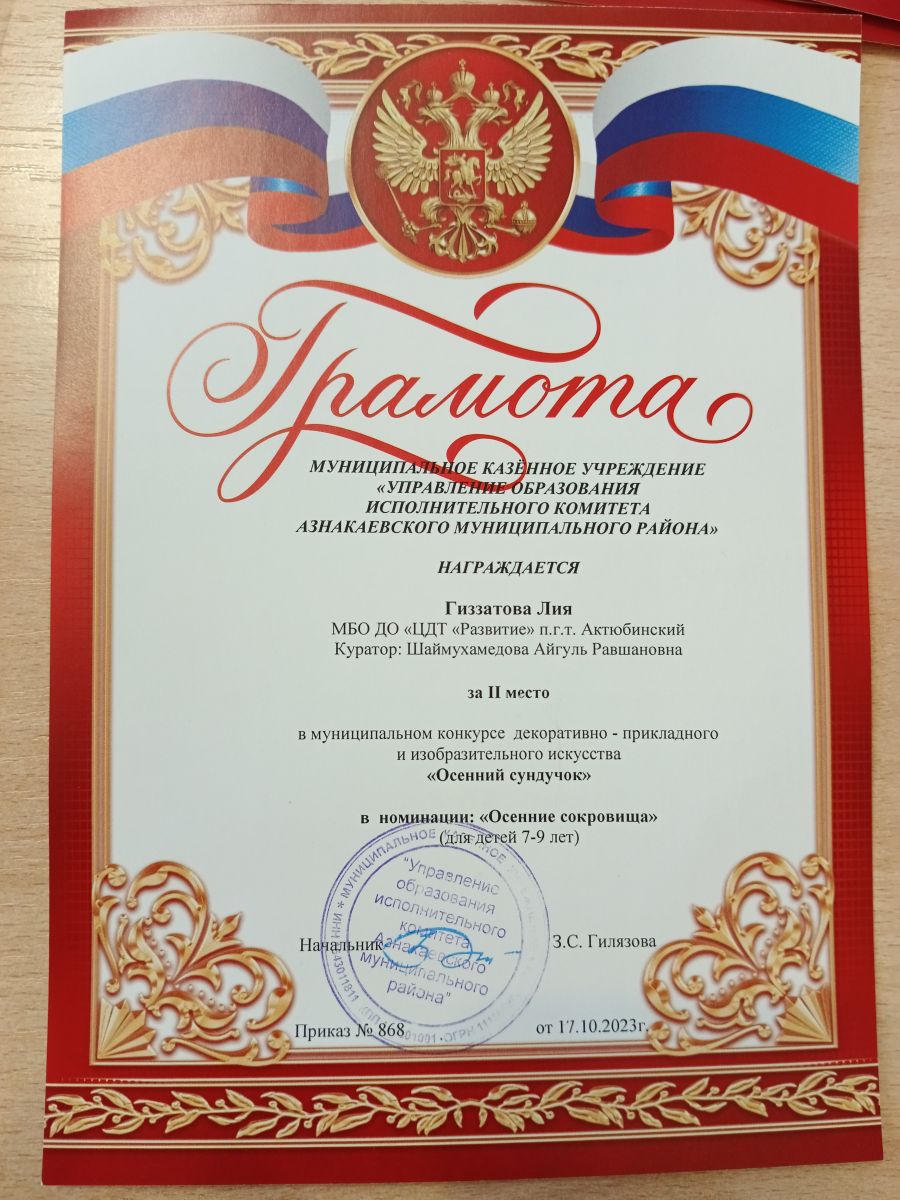 Грамота
МУНИЦИПАЛЬНОЕ КАЗЁННОЕ УЧРЕЖДЕНИЕ
«УПРАВЛЕНИЕ ОБРАЗОВАНИЯ
ИСПОЛНИТЕЛЬНОГО КОМИТЕТА
АЗНАКАЕВСКОГО МУНИЦИПАЛЬНОГО РАЙОНА»
НАГРАЖДАЕТСЯ
Гиззатова Лия
МБО ДО «ЦДТ «Развитие» п.г.т. Актюбинский
Куратор: Шаймухамедова Айгуль Равшановна
за II место
в муниципальном конкурсе декоративно - прикладного
и изобразительного искусства
«Осенний сундучок»
в номинации: «Осенние сокровища»
(для детей 7-9 лет)
МУНИЦИПАЛЬНОЕ КАЗЕННОЕ
"Управление
образования
исполнительного
комитета
Азнакаевского
муниципального
района"
Начальник
З.С. Гилязова
Приказ № 868
от 17.10.2023г.